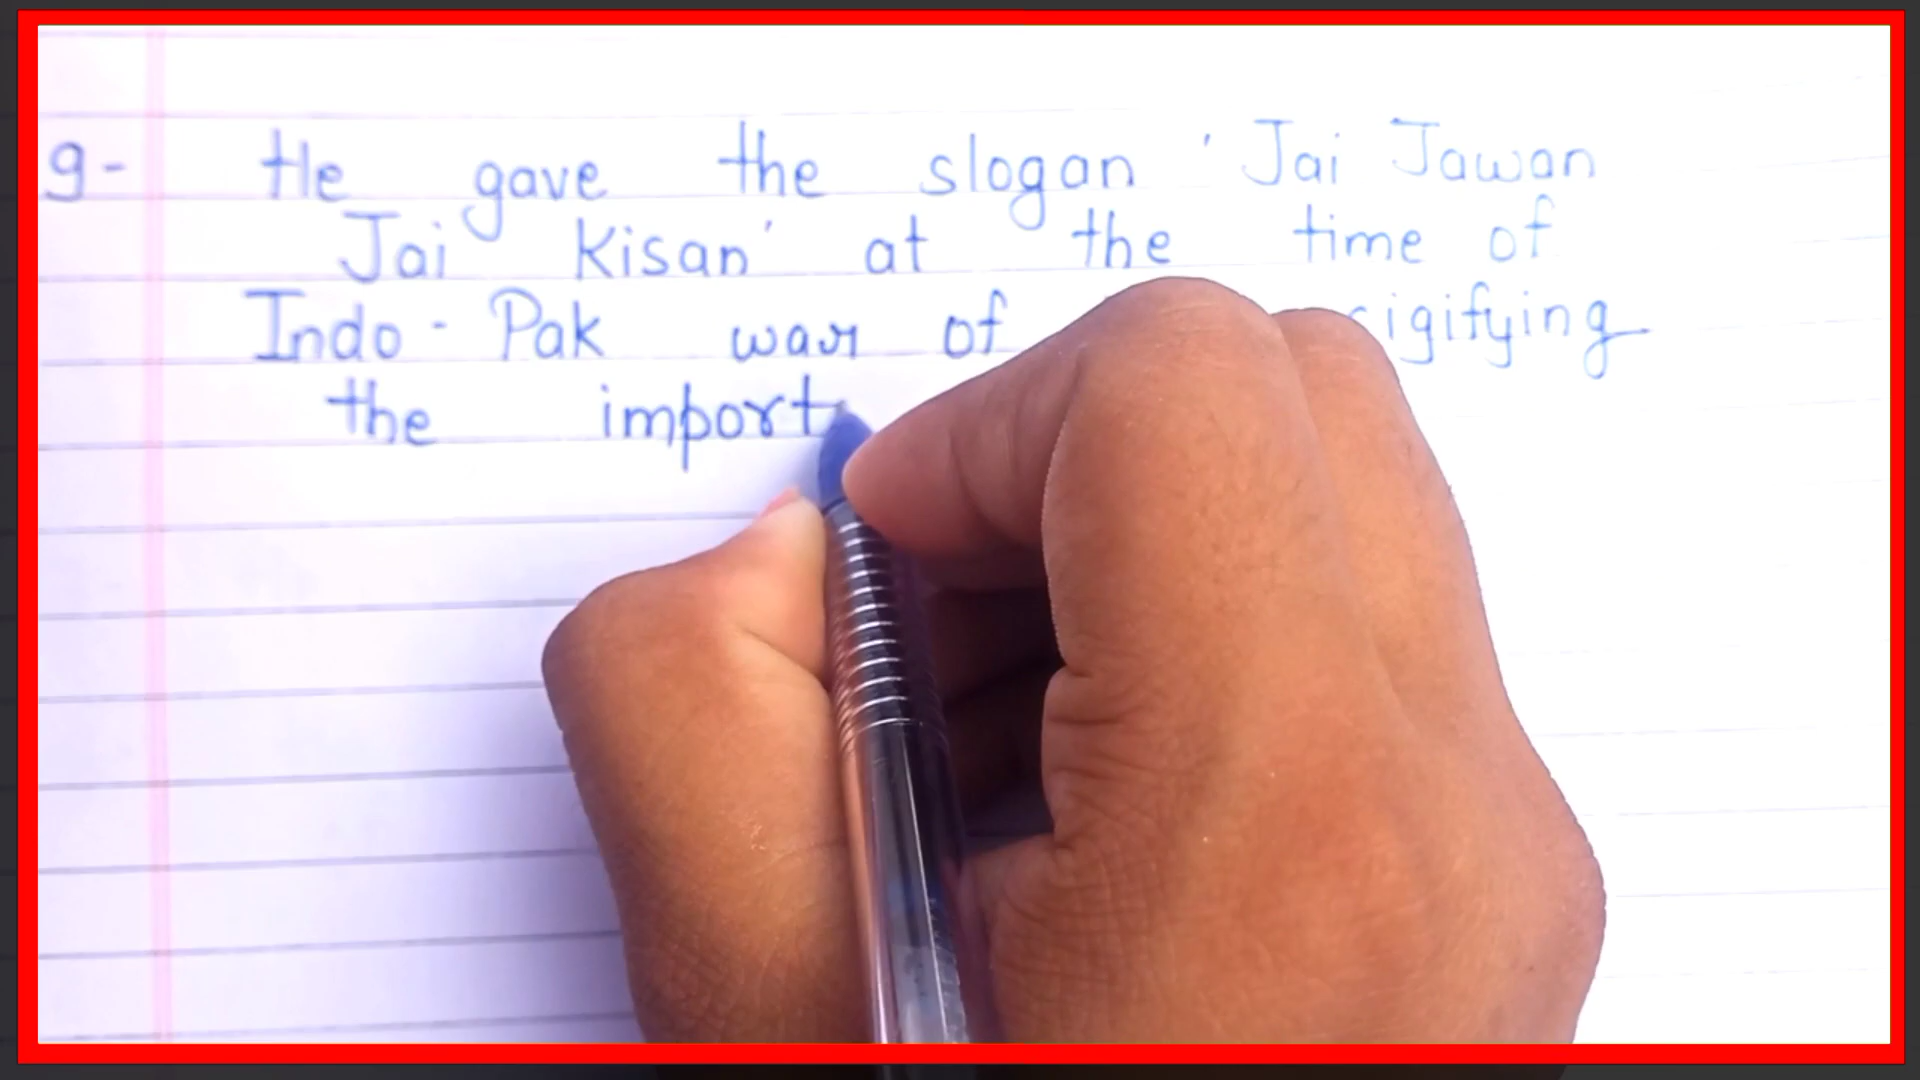 9- He gave the slogan 'Jai Jawan
Jai Kisan' at the time of
Indo-Pak war of sigifying
the import